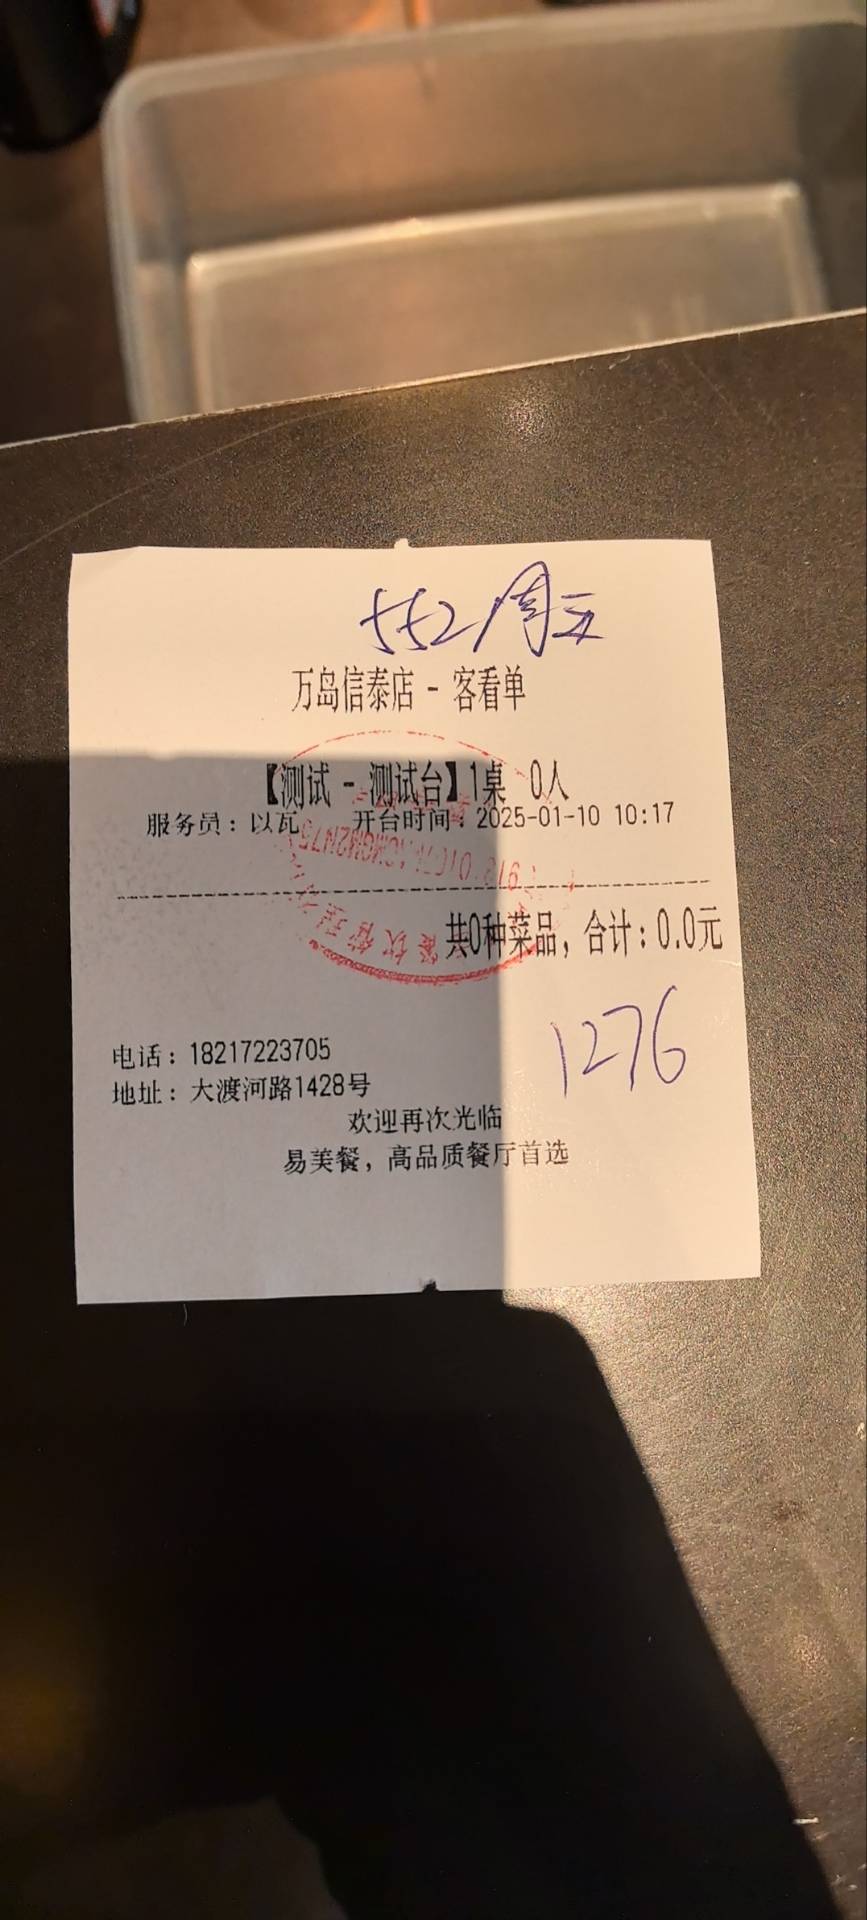 552/周五
万岛信泰店 - 客看单
【测试 - 测试台】1桌 0人
服务员：以瓦 开台时间：2025-01-10 10:17
共0种菜品，合计：0.0元
1276
电话：18217223705
地址：大渡河路1428号
欢迎再次光临
易美餐，高品质餐厅首选